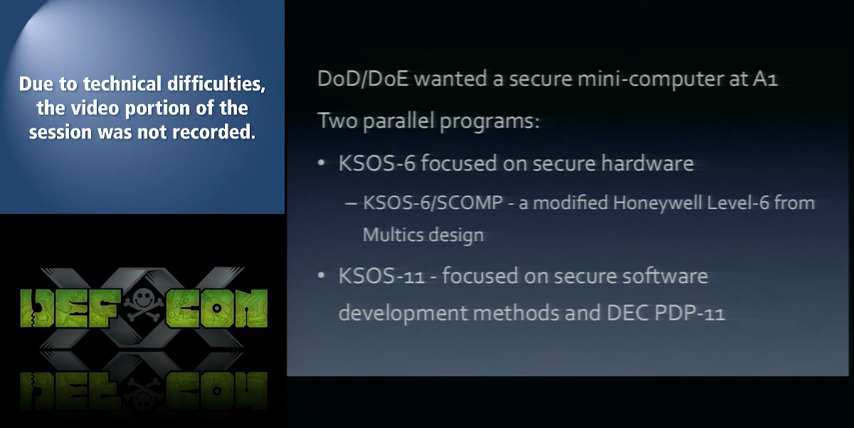 Due to technical difficulties,
the video portion of the
session was not recorded.
DEFCON
XX
DoD/DoE wanted a secure mini-computer at A1
Two parallel programs:
• KSOS-6 focused on secure hardware
– KSOS-6/SCOMP - a modified Honeywell Level-6 from
Multics design
• KSOS-11 - focused on secure software
development methods and DEC PDP-11